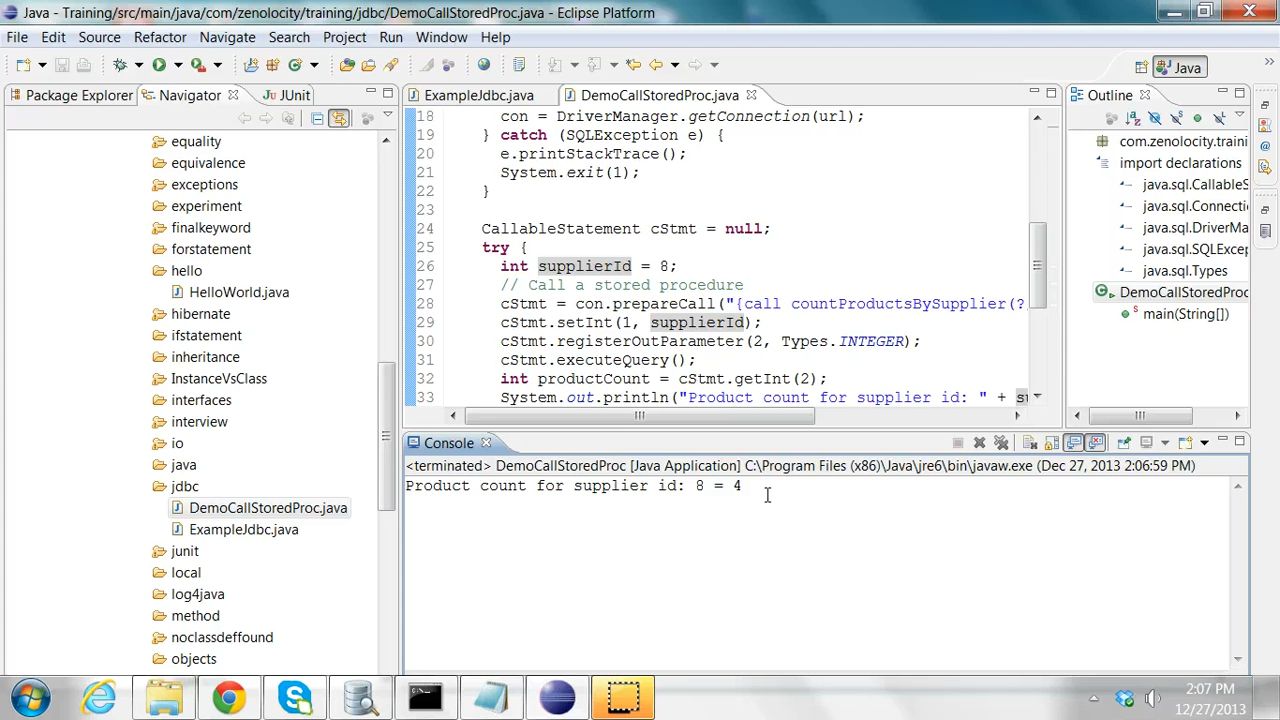 Java - Training/src/main/java/com/zenolocity/training/jdbc/DemoCallStoredProc.java - Eclipse Platform
File Edit Source Refactor Navigate Search Project Run Window Help
Java
Package Explorer Navigator JUnit
ExampleJdbc.java DemoCallStoredProc.java
Outline
equality
equivalence
exceptions
experiment
finalkeyword
forstatement
hello
HelloWorld.java
hibernate
ifstatement
inheritance
InstanceVsClass
interfaces
interview
io
java
jdbc
DemoCallStoredProc.java
ExampleJdbc.java
junit
local
log4java
method
noclassdeffound
objects
18 con = DriverManager.getConnection(url);
19 } catch (SQLException e) {
20 e.printStackTrace();
21 System.exit(1);
22 }
23
24 CallableStatement cStmt = null;
25 try {
26 int supplierId = 8;
27 // Call a stored procedure
28 cStmt = con.prepareCall("{call countProductsBySupplier(?,
29 cStmt.setInt(1, supplierId);
30 cStmt.registerOutParameter(2, Types.INTEGER);
31 cStmt.executeQuery();
32 int productCount = cStmt.getInt(2);
33 System.out.println("Product count for supplier id: " + su
com.zenolocity.traini
import declarations
java.sql.CallableS
java.sql.Connectio
java.sql.DriverMa
java.sql.SQLExcep
java.sql.Types
DemoCallStoredProc
main(String[])
Console
<terminated> DemoCallStoredProc [Java Application] C:\Program Files (x86)\Java\jre6\bin\javaw.exe (Dec 27, 2013 2:06:59 PM)
Product count for supplier id: 8 = 4
2:07 PM
12/27/2013